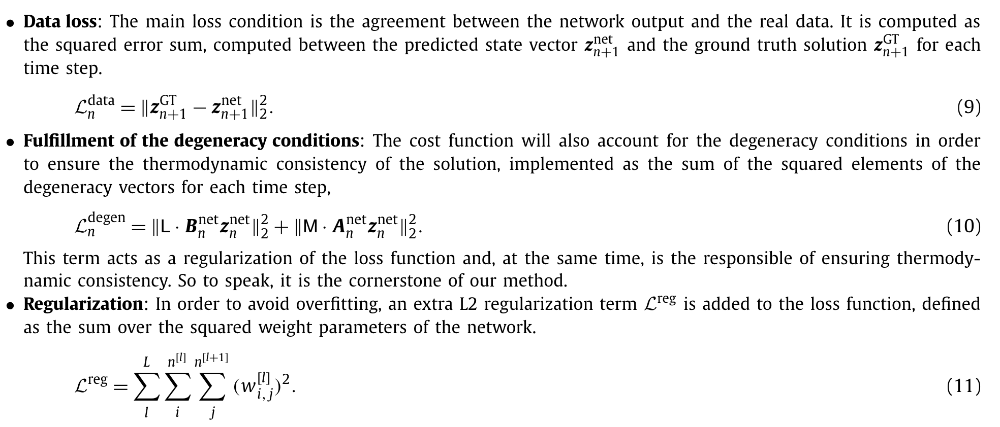 • Data loss: The main loss condition is the agreement between the network output and the real data. It is computed as
the squared error sum, computed between the predicted state vector $\boldsymbol{z}_{n+1}^{\text{net}}$ and the ground truth solution $\boldsymbol{z}_{n+1}^{\text{GT}}$ for each
time step.
$\mathcal{L}_n^{\text{data}} = \|\boldsymbol{z}_{n+1}^{\text{GT}} - \boldsymbol{z}_{n+1}^{\text{net}}\|_2^2.$ (9)
• Fulfillment of the degeneracy conditions: The cost function will also account for the degeneracy conditions in order
to ensure the thermodynamic consistency of the solution, implemented as the sum of the squared elements of the
degeneracy vectors for each time step,
$\mathcal{L}_n^{\text{degen}} = \|\mathsf{L} \cdot \boldsymbol{B}_n^{\text{net}} \boldsymbol{z}_n^{\text{net}}\|_2^2 + \|\mathsf{M} \cdot \boldsymbol{A}_n^{\text{net}} \boldsymbol{z}_n^{\text{net}}\|_2^2.$ (10)
This term acts as a regularization of the loss function and, at the same time, is the responsible of ensuring thermody-
namic consistency. So to speak, it is the cornerstone of our method.
• Regularization: In order to avoid overfitting, an extra L2 regularization term $\mathcal{L}^{\text{reg}}$ is added to the loss function, defined
as the sum over the squared weight parameters of the network.
$\mathcal{L}^{\text{reg}} = \sum_l^L \sum_i^{n^{[l]}} \sum_j^{n^{[l+1]}} (w_{i,j}^{[l]})^2.$ (11)